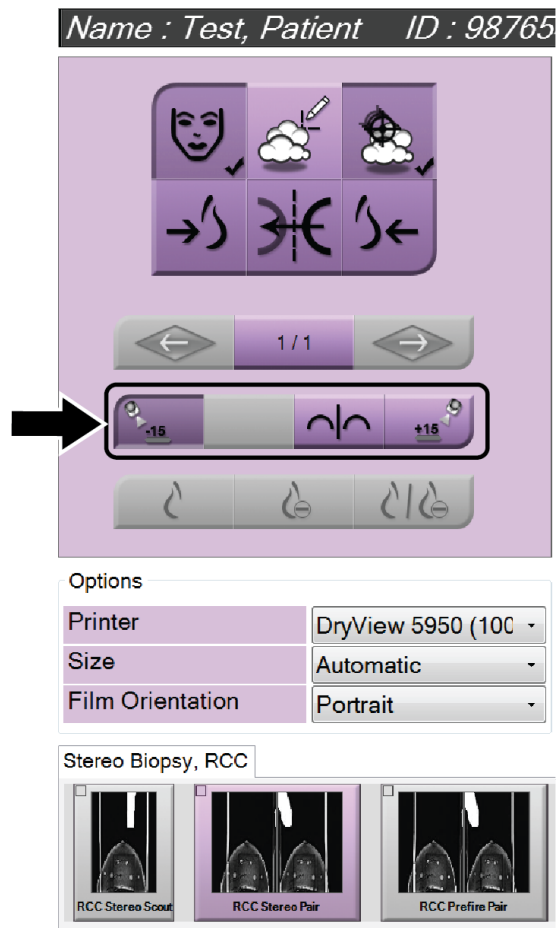 Name : Test, Patient ID : 98765
1 / 1
-15 +15
Options
Printer DryView 5950 (100
Size Automatic
Film Orientation Portrait
Stereo Biopsy, RCC
RCC Stereo Scout RCC Stereo Pair RCC Prefire Pair